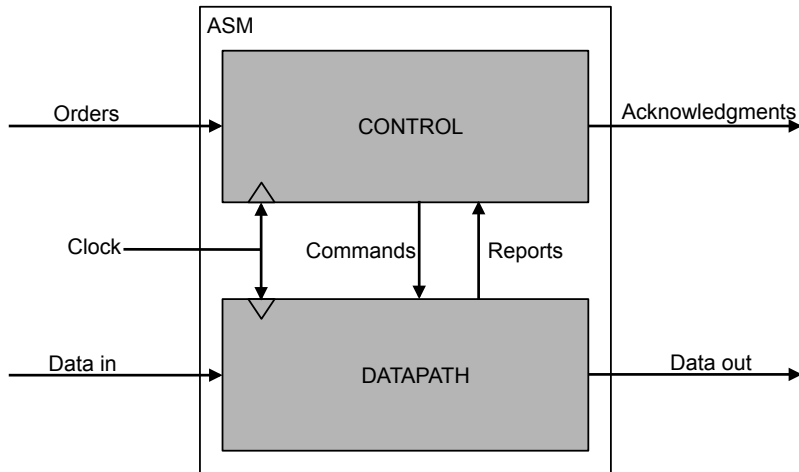 ASM
Orders
CONTROL
Acknowledgments
Clock
Commands
Reports
Data in
DATAPATH
Data out